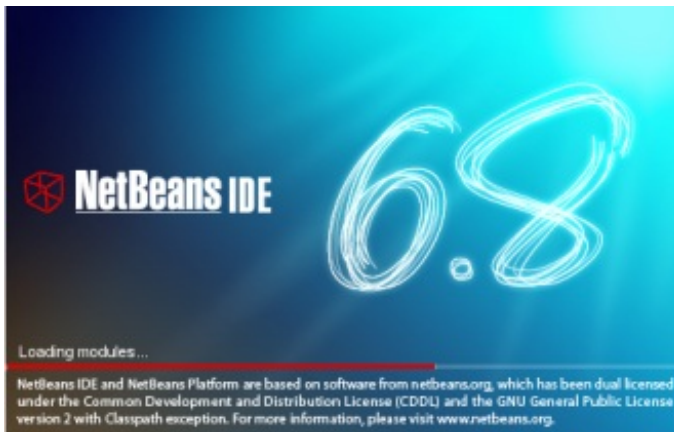 NetBeans IDE
6.8
Loading modules...
NetBeans IDE and NetBeans Platform are based on software from netbeans.org, which has been dual licensed
under the Common Development and Distribution License (CDDL) and the GNU General Public License
version 2 with Classpath exception. For more information, please visit www.netbeans.org.